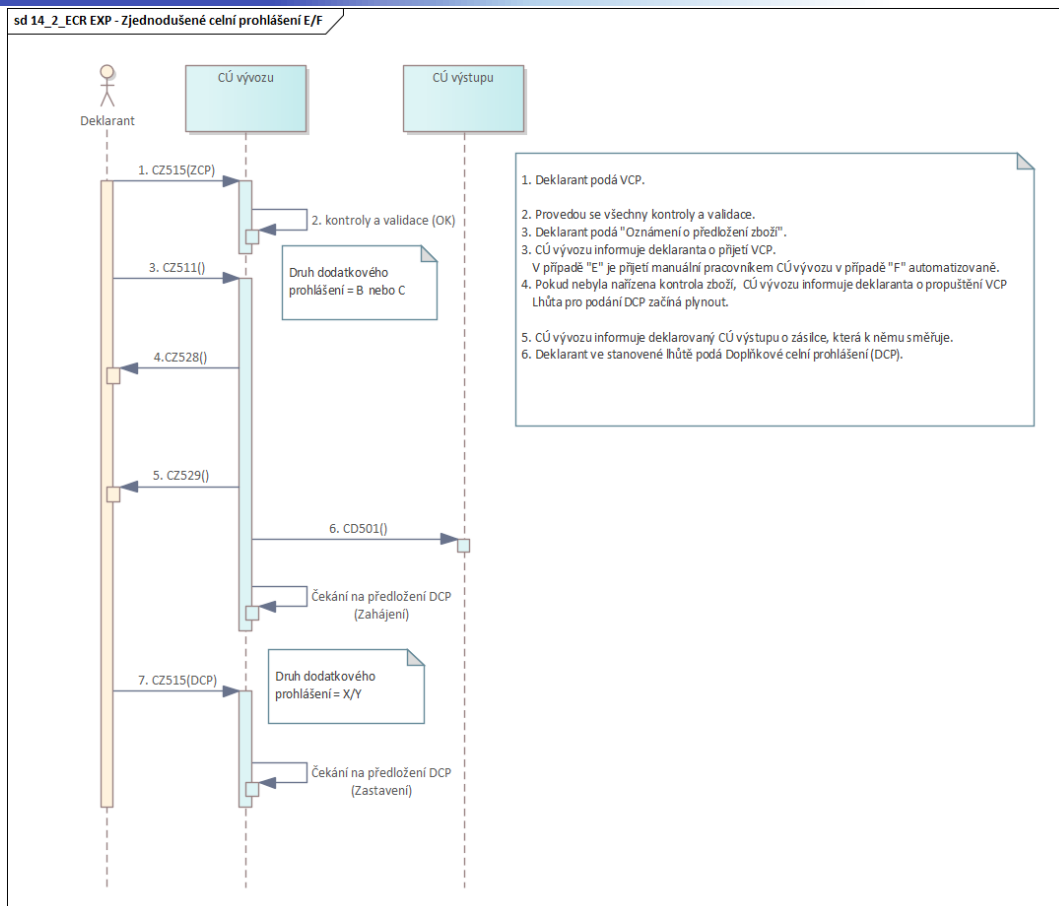 sd 14_2_ECR EXP - Zjednodušené celní prohlášení E/F
CÚ vývozu
CÚ výstupu
Deklarant
1. CZ515(ZCP)
2. kontroly a validace (OK)
3. CZ511()
Druh dodatkového
prohlášení = B nebo C
4.CZ528()
5. CZ529()
6. CD501()
Čekání na předložení DCP
(Zahájení)
7. CZ515(DCP)
Druh dodatkového
prohlášení = X/Y
Čekání na předložení DCP
(Zastavení)
1. Deklarant podá VCP.
2. Provedou se všechny kontroly a validace.
3. Deklarant podá "Oznámení o předložení zboží".
3. CÚ vývozu informuje deklaranta o přijetí VCP.
V případě "E" je přijetí manuální pracovníkem CÚ vývozu v případě "F" automatizovaně.
4. Pokud nebyla nařízena kontrola zboží, CÚ vývozu informuje deklaranta o propuštění VCP
Lhůta pro podání DCP začíná plynout.
5. CÚ vývozu informuje deklarovaný CÚ výstupu o zásilce, která k němu směřuje.
6. Deklarant ve stanovené lhůtě podá Doplňkové celní prohlášení (DCP).